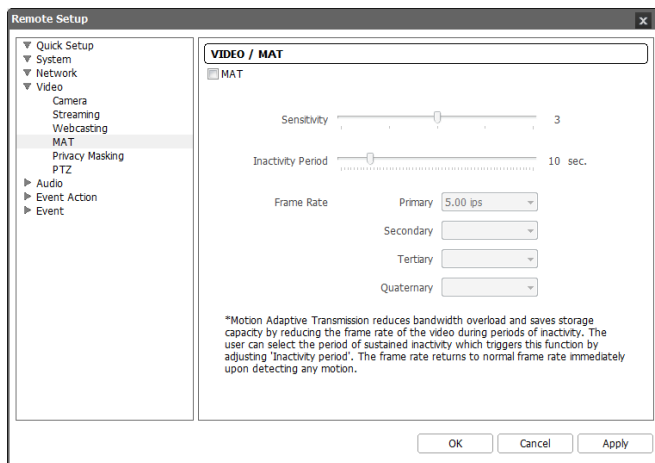 Remote Setup
x
Quick Setup
System
Network
Video
Camera
Streaming
Webcasting
MAT
Privacy Masking
PTZ
Audio
Event Action
Event
VIDEO / MAT
MAT
Sensitivity 3
Inactivity Period 10 sec.
Frame Rate Primary 5.00 ips
Secondary
Tertiary
Quaternary
*Motion Adaptive Transmission reduces bandwidth overload and saves storage
capacity by reducing the frame rate of the video during periods of inactivity. The
user can select the period of sustained inactivity which triggers this function by
adjusting 'Inactivity period'. The frame rate returns to normal frame rate immediately
upon detecting any motion.
OK Cancel Apply